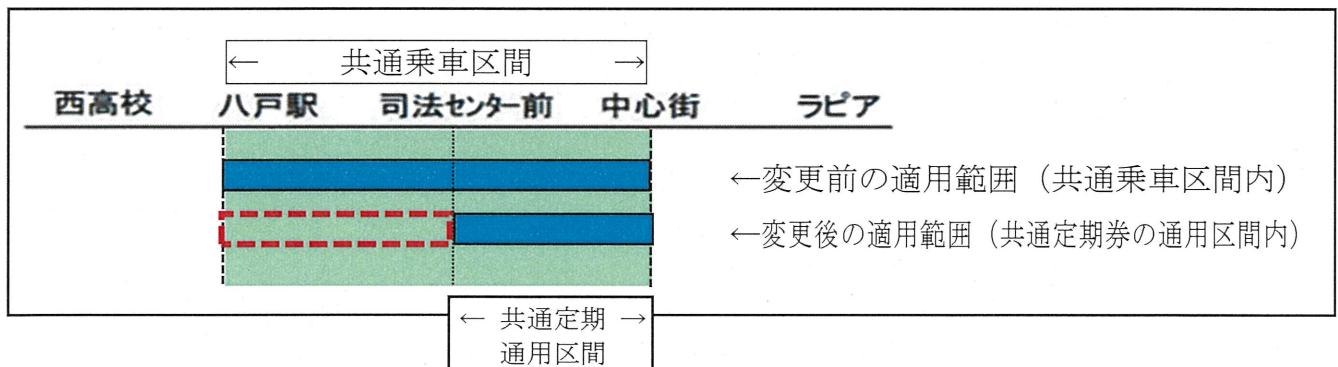 ← 共通乗車区間 →
西高校 八戸駅 司法センター前 中心街 ラピア
←変更前の適用範囲（共通乗車区間内）
←変更後の適用範囲（共通定期券の通用区間内）
← 共通定期 →
通用区間